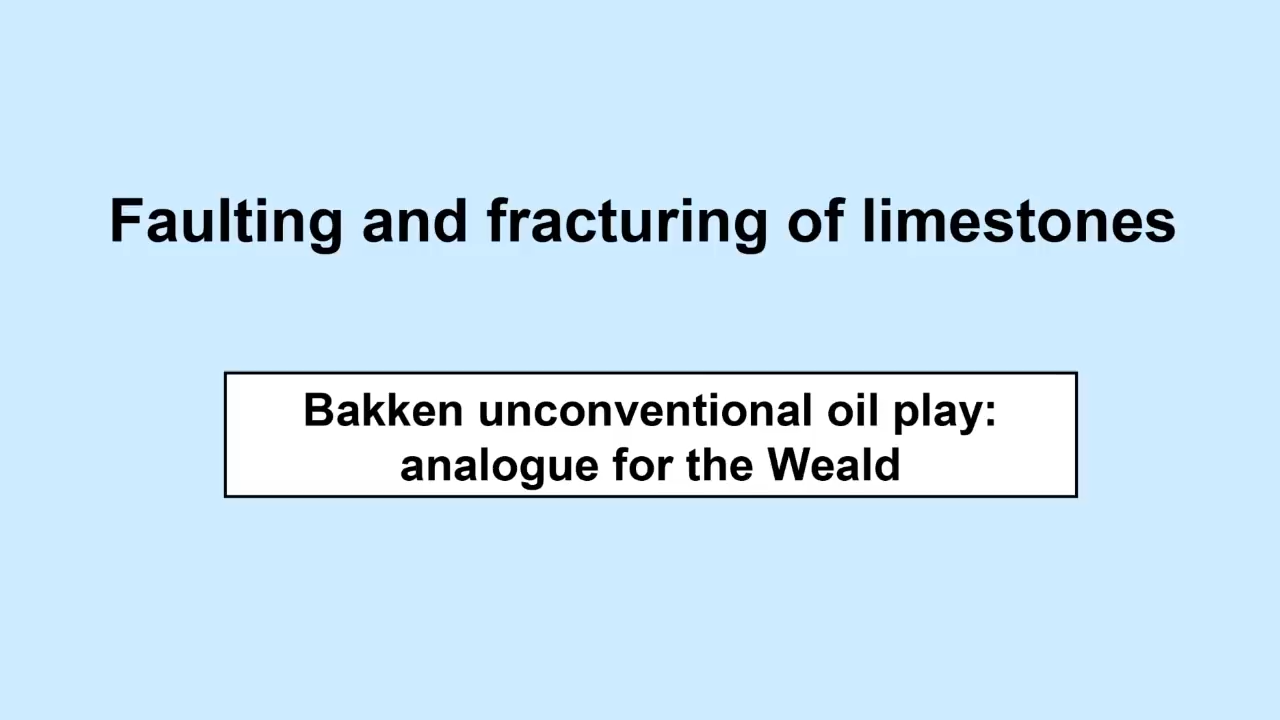 Faulting and fracturing of limestones
Bakken unconventional oil play:
analogue for the Weald